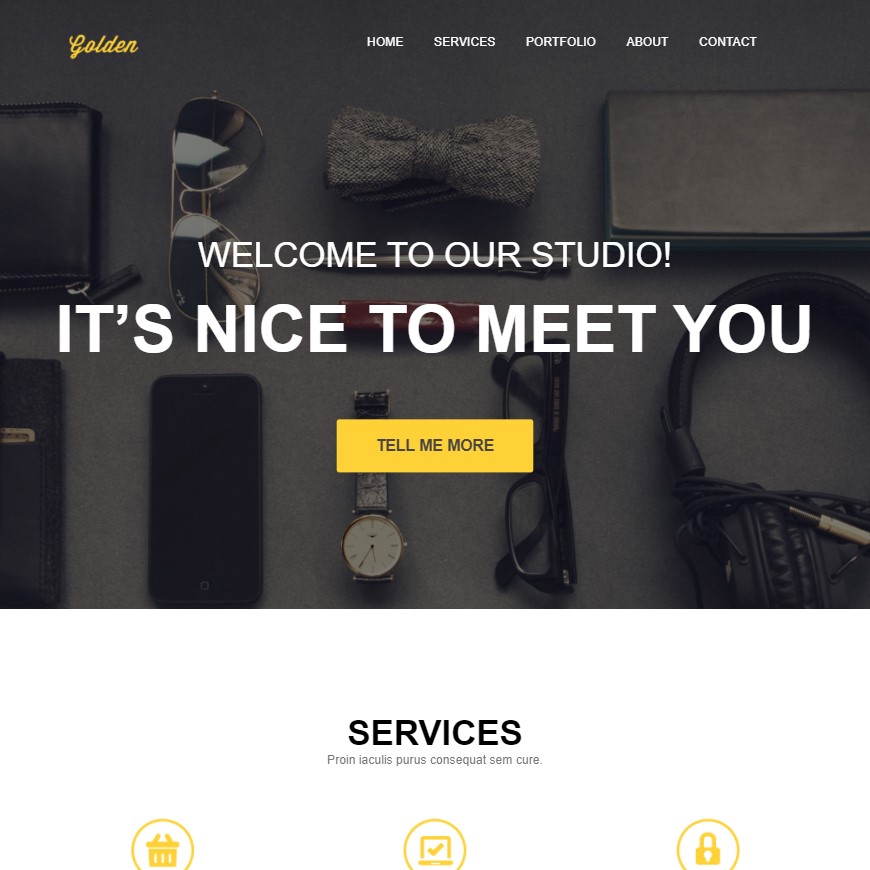 Golden
HOME SERVICES PORTFOLIO ABOUT CONTACT
WELCOME TO OUR STUDIO!
IT’S NICE TO MEET YOU
TELL ME MORE
SERVICES
Proin iaculis purus consequat sem cure.